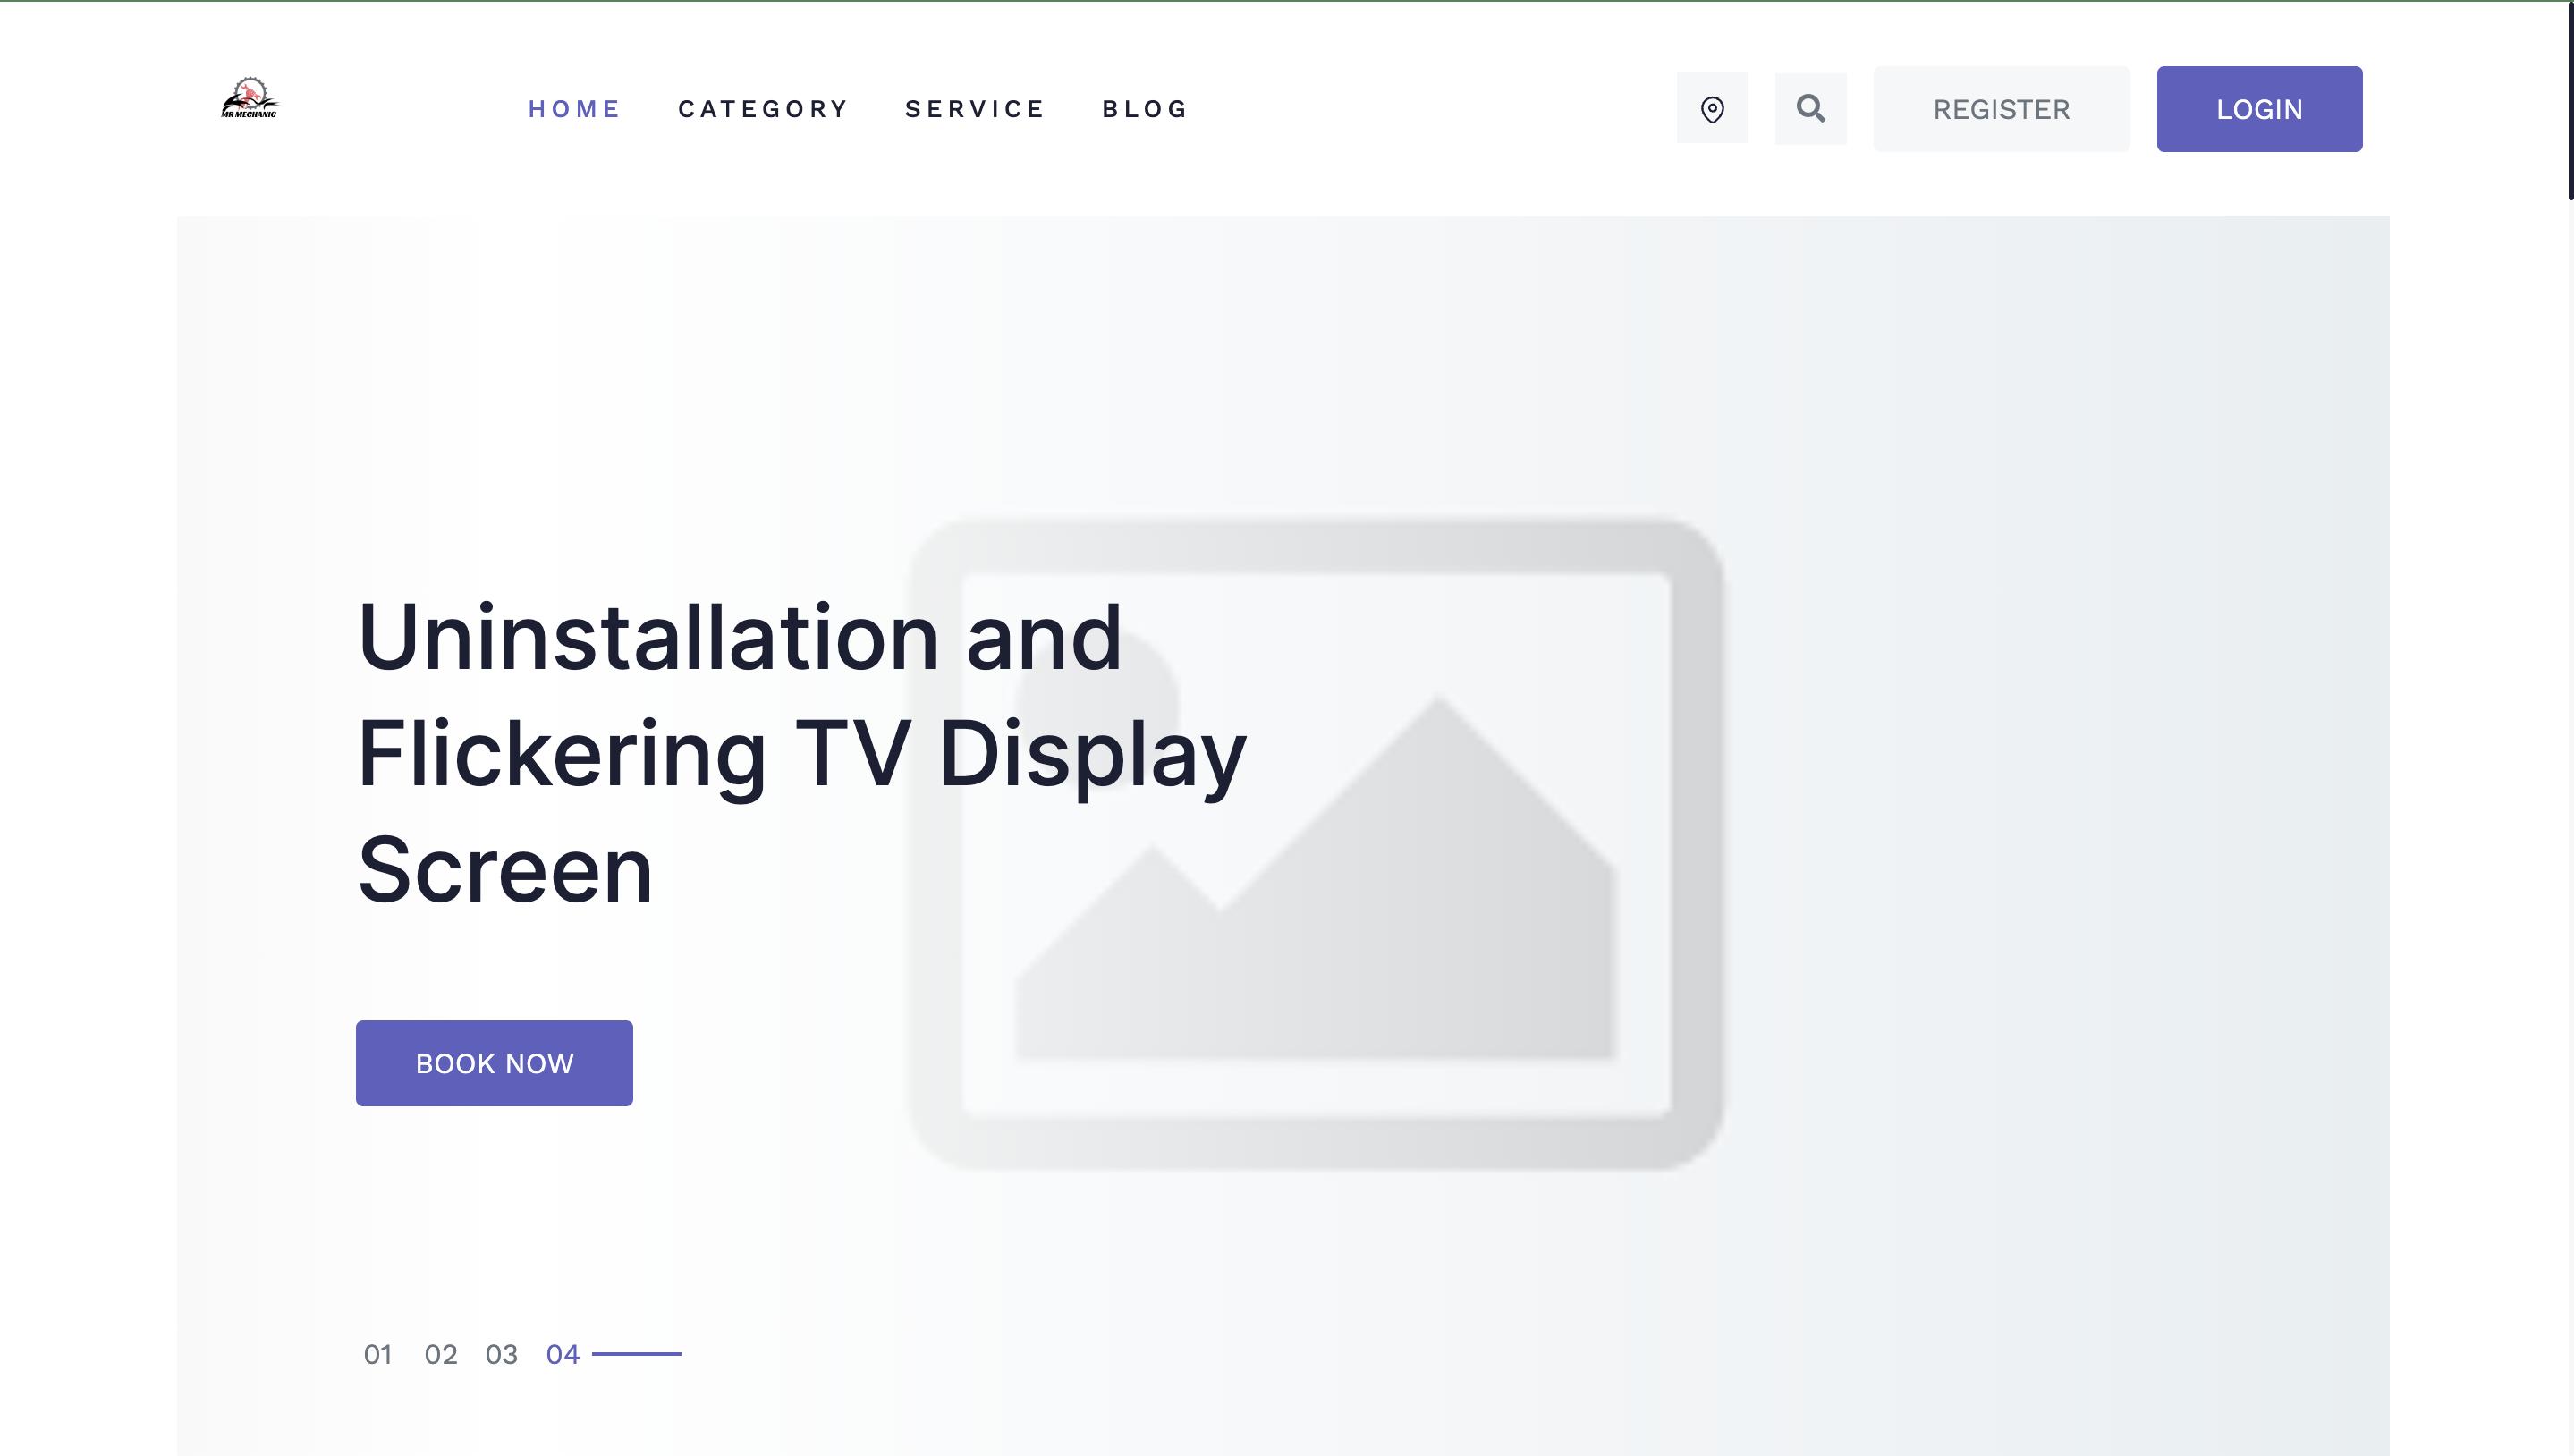 MR MECHANIC
HOME CATEGORY SERVICE BLOG
REGISTER LOGIN
Uninstallation and
Flickering TV Display
Screen
BOOK NOW
01 02 03 04